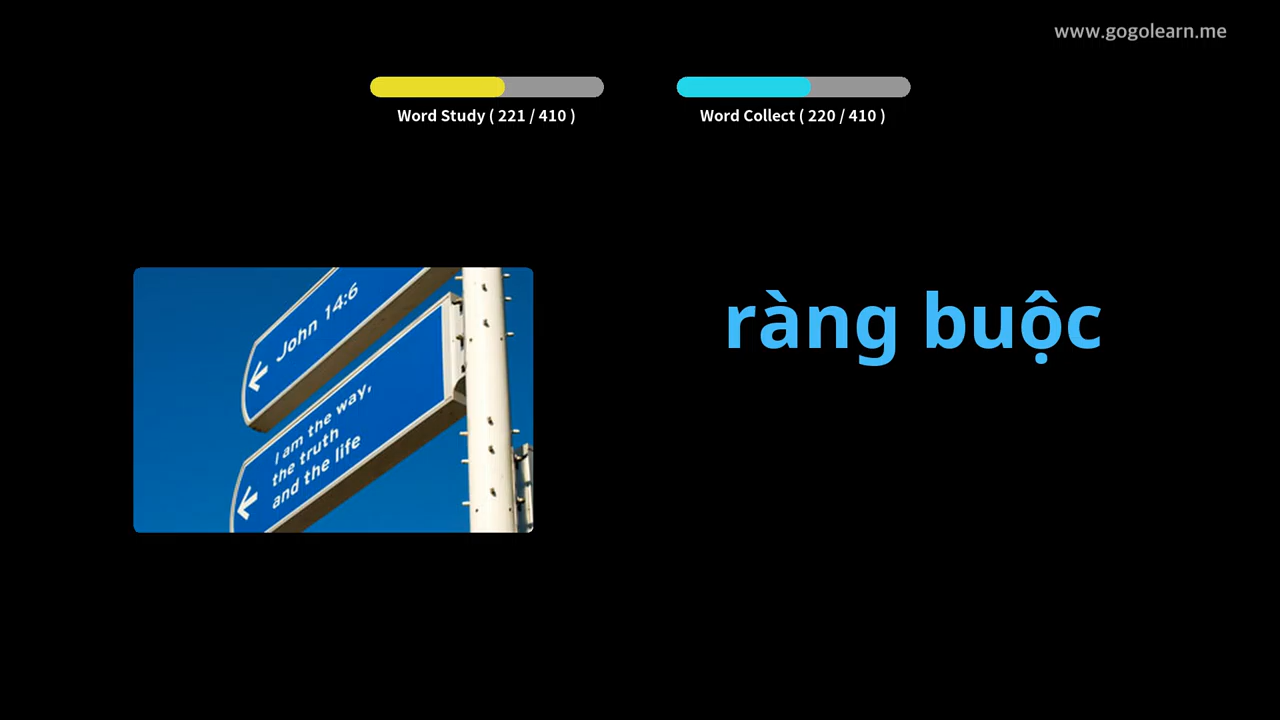 www.gogolearn.me
Word Study ( 221 / 410 )
Word Collect ( 220 / 410 )
John 14:6
I am the way,
the truth
and the life
ràng buộc